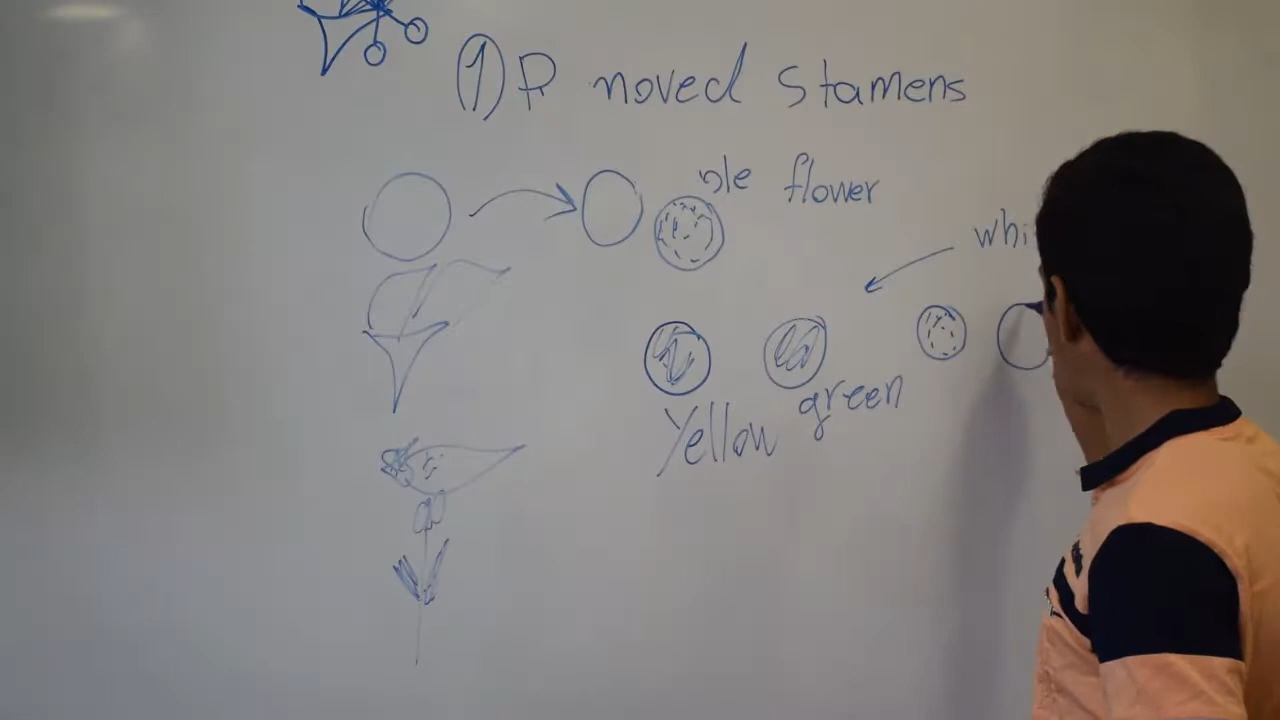 ① R noved Stamens
ple flower
whi
green
Yellow